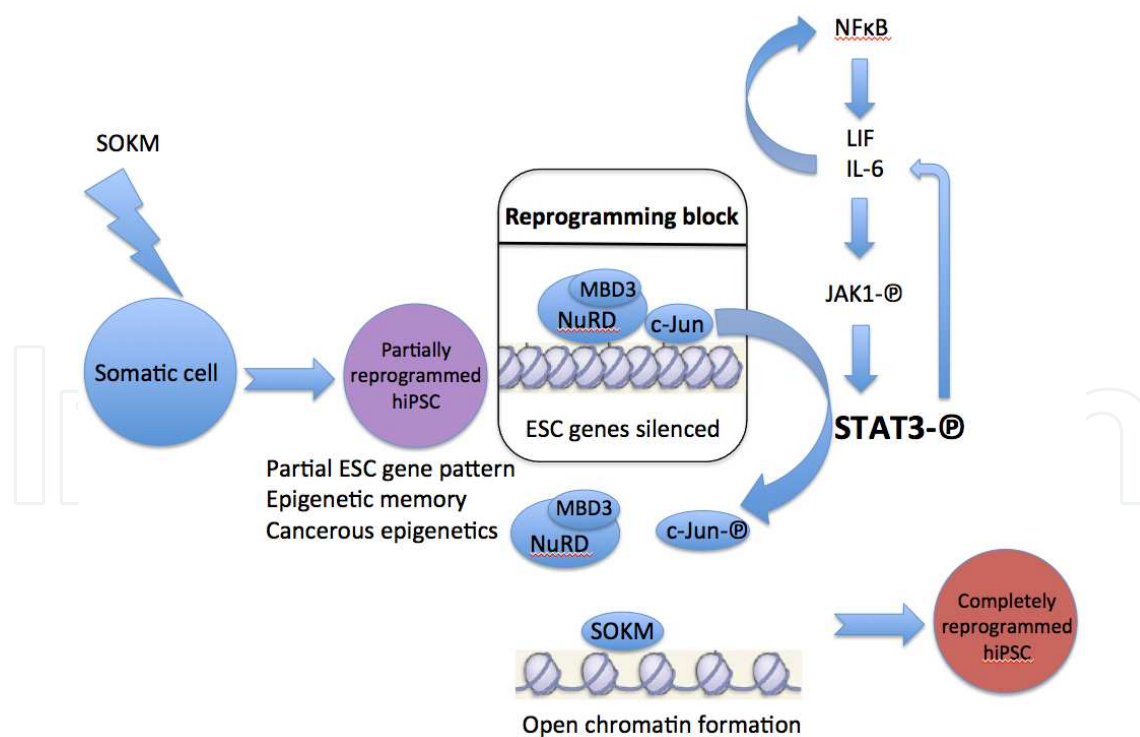 SOKM
Somatic cell
Partially
reprogrammed
hiPSC
Partial ESC gene pattern
Epigenetic memory
Cancerous epigenetics
Reprogramming block
MBD3
NuRD
c-Jun
ESC genes silenced
MBD3
NuRD
c-Jun-℗
NFκB
LIF
IL-6
JAK1-℗
STAT3-℗
SOKM
Open chromatin formation
Completely
reprogrammed
hiPSC